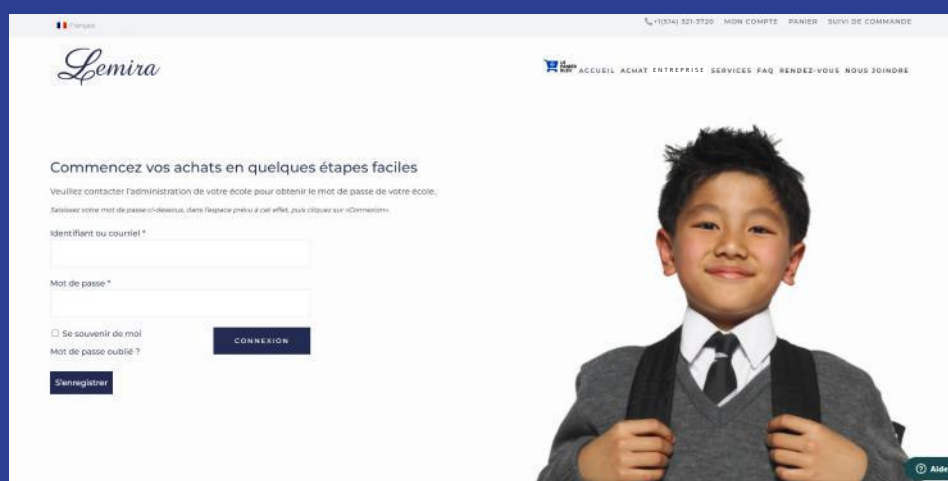 Français
+1(514) 321-3720 MON COMPTE PANIER SUIVI DE COMMANDE
Lemira
LE PANIER BLEU ACCUEIL ACHAT ENTREPRISE SERVICES FAQ RENDEZ-VOUS NOUS JOINDRE
Commencez vos achats en quelques étapes faciles
Veuillez contacter l'administration de votre école pour obtenir le mot de passe de votre école.
Saisissez votre mot de passe ci-dessous, dans l'espace prévu à cet effet, puis cliquez sur «Connexion».
Identifiant ou courriel *
Mot de passe *
Se souvenir de moi
CONNEXION
Mot de passe oublié ?
S'enregistrer
Aide